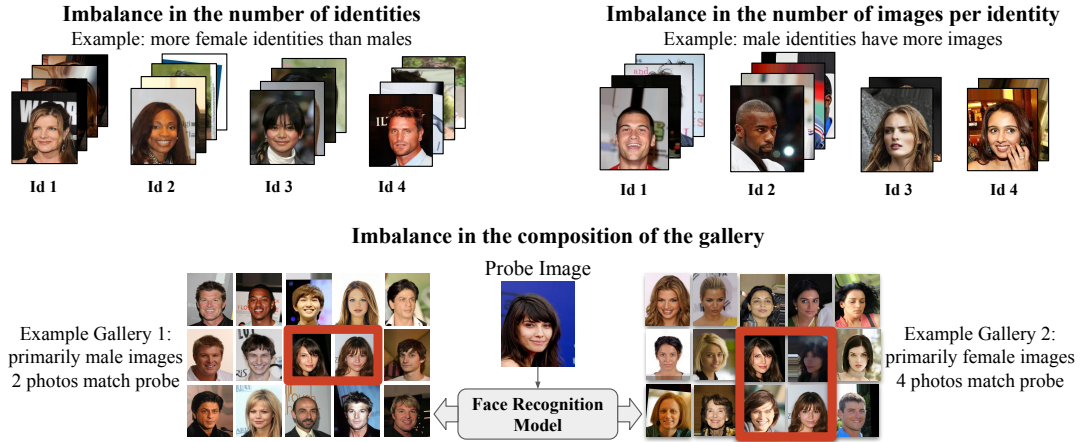 Imbalance in the number of identities
Example: more female identities than males
Id 1
Id 2
Id 3
Id 4
Imbalance in the number of images per identity
Example: male identities have more images
Id 1
Id 2
Id 3
Id 4
Imbalance in the composition of the gallery
Example Gallery 1:
primarily male images
2 photos match probe
Probe Image
Face Recognition
Model
Example Gallery 2:
primarily female images
4 photos match probe